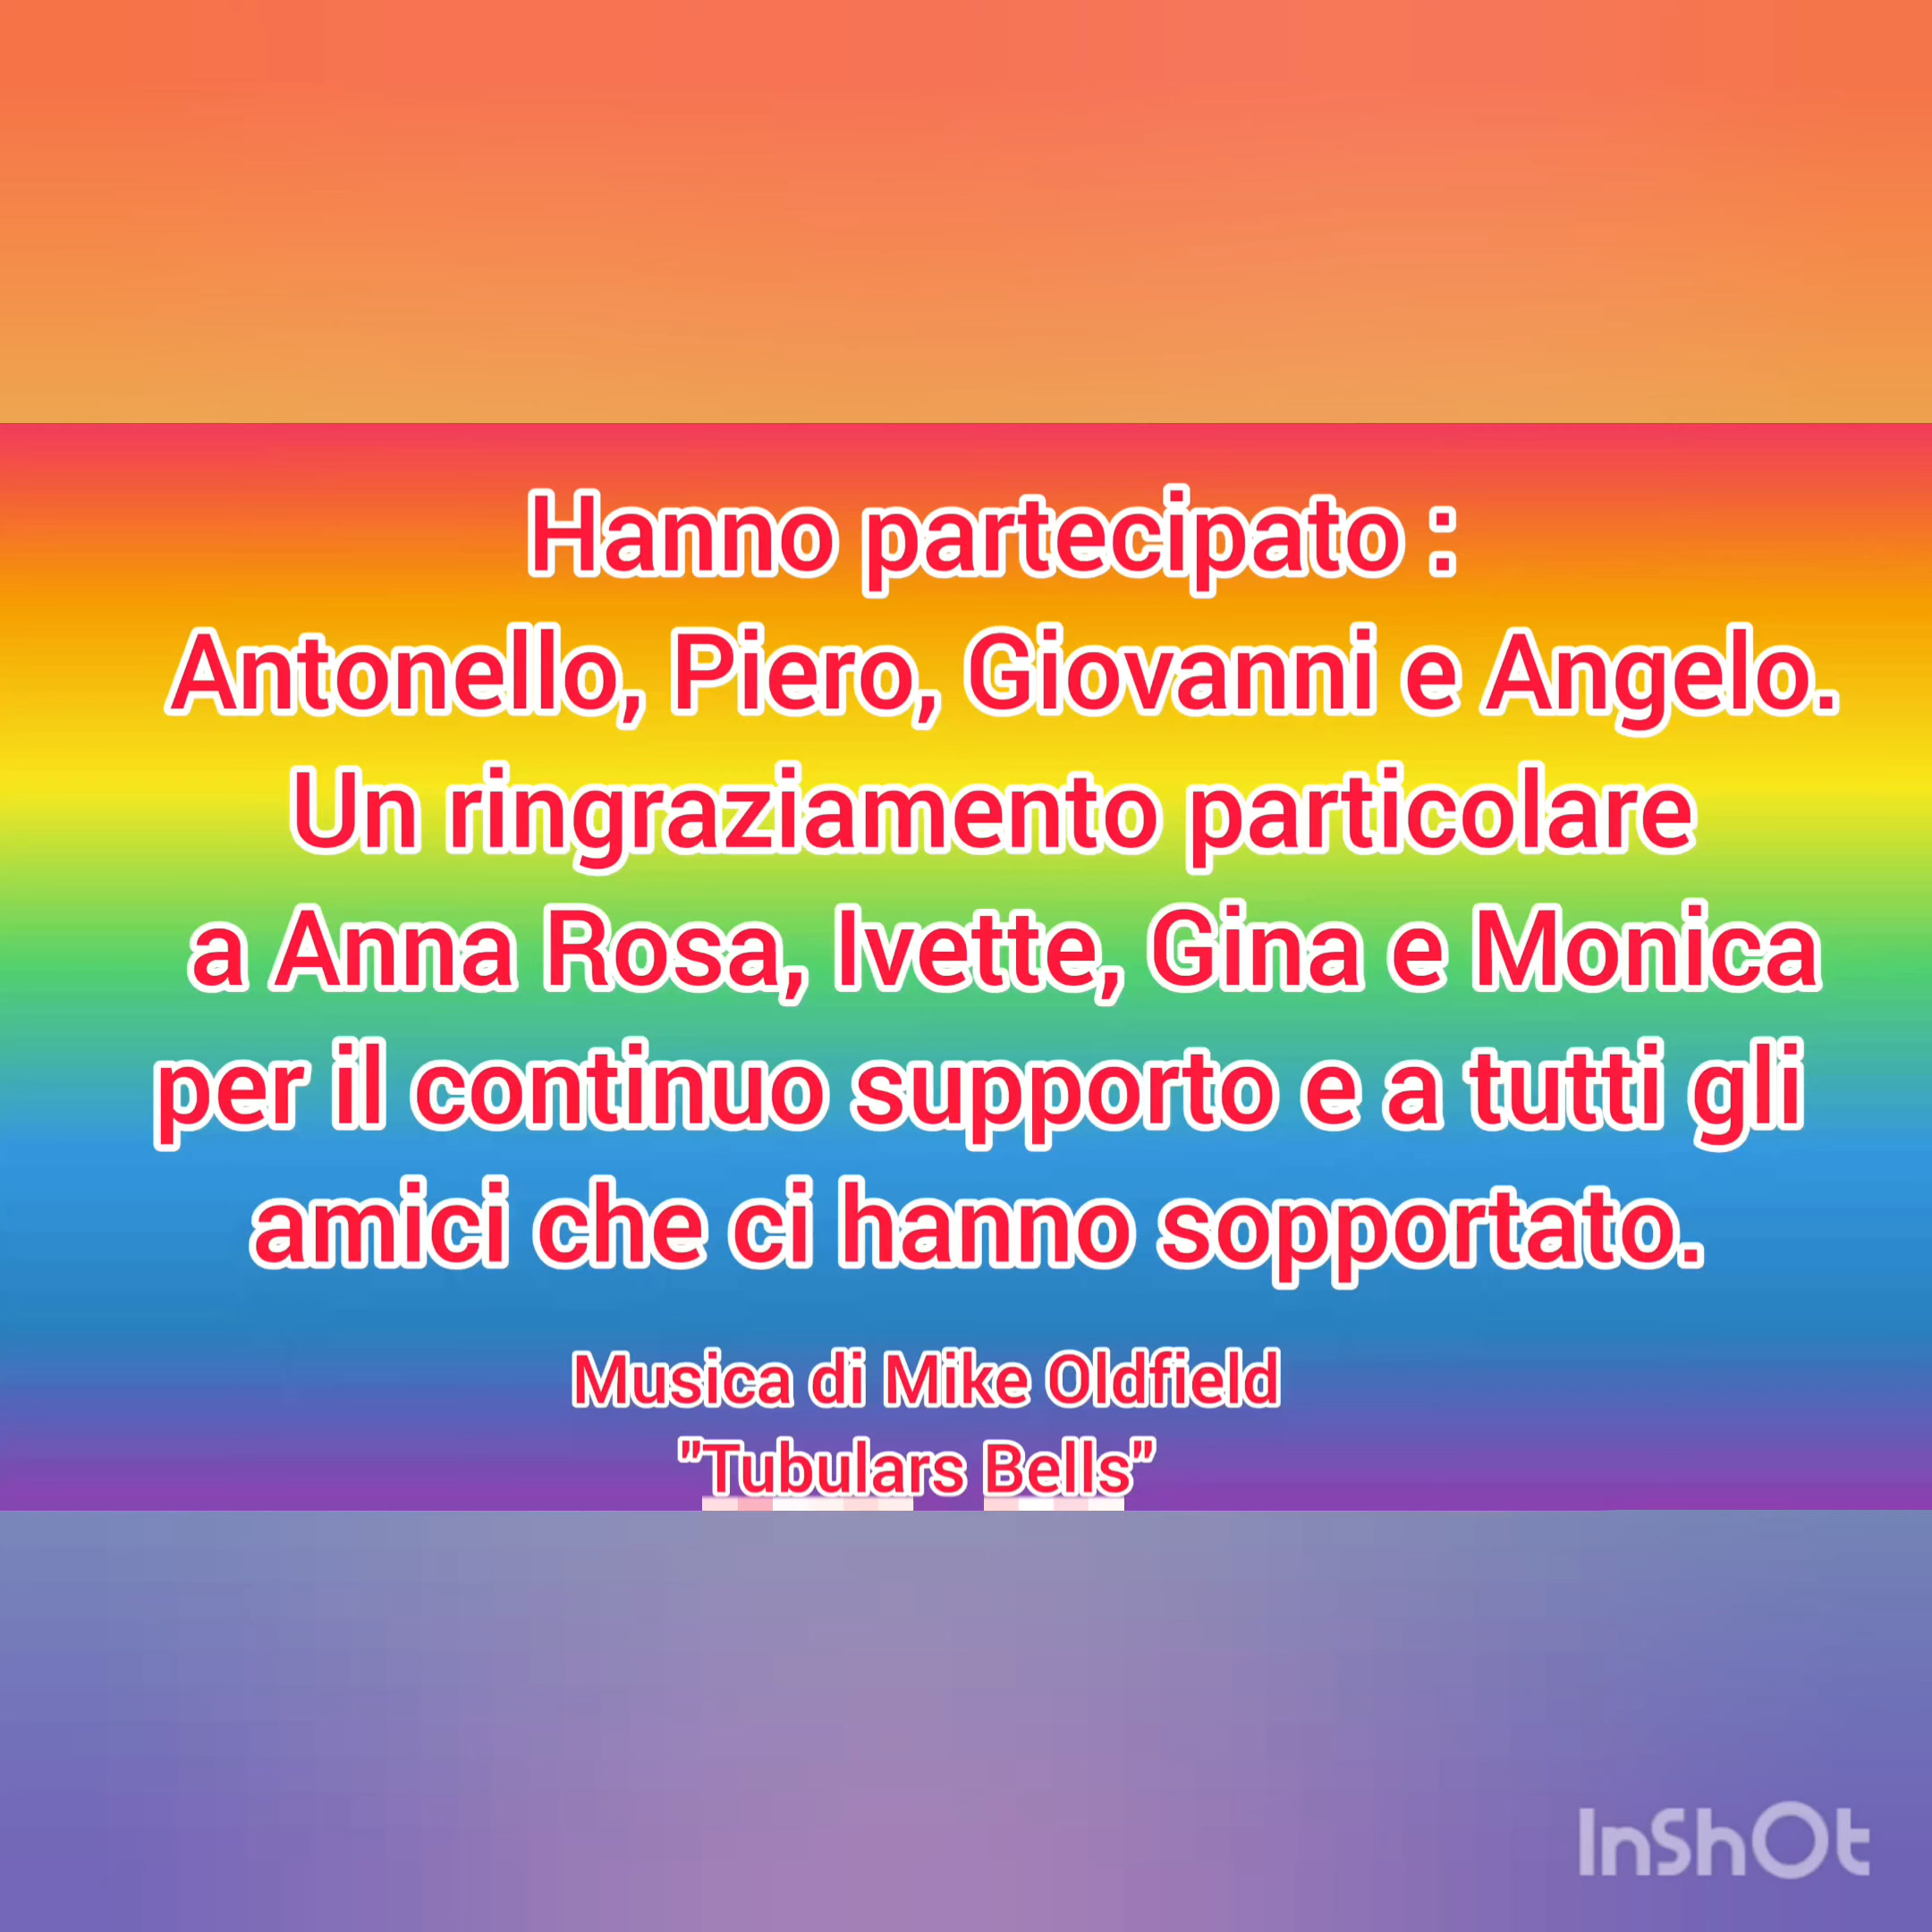 Hanno partecipato :
Antonello, Piero, Giovanni e Angelo.
Un ringraziamento particolare
a Anna Rosa, Ivette, Gina e Monica
per il continuo supporto e a tutti gli
amici che ci hanno sopportato.
Musica di Mike Oldfield
"Tubulars Bells"
InShOt